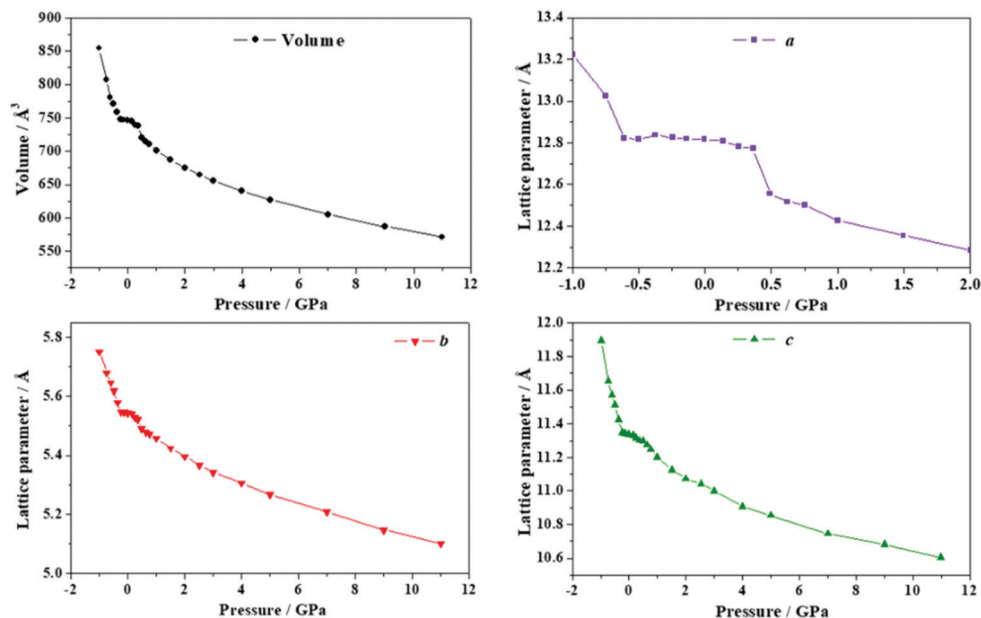 Volume
Volume / Å³
900
850
800
750
700
650
600
550
-2 0 2 4 6 8 10 12
Pressure / GPa
a
Lattice parameter / Å
13.4
13.2
13.0
12.8
12.6
12.4
12.2
-1.0 -0.5 0.0 0.5 1.0 1.5 2.0
Pressure / GPa
b
Lattice parameter / Å
5.8
5.6
5.4
5.2
5.0
-2 0 2 4 6 8 10 12
Pressure / GPa
c
Lattice parameter / Å
12.0
11.8
11.6
11.4
11.2
11.0
10.8
10.6
-2 0 2 4 6 8 10 12
Pressure / GPa